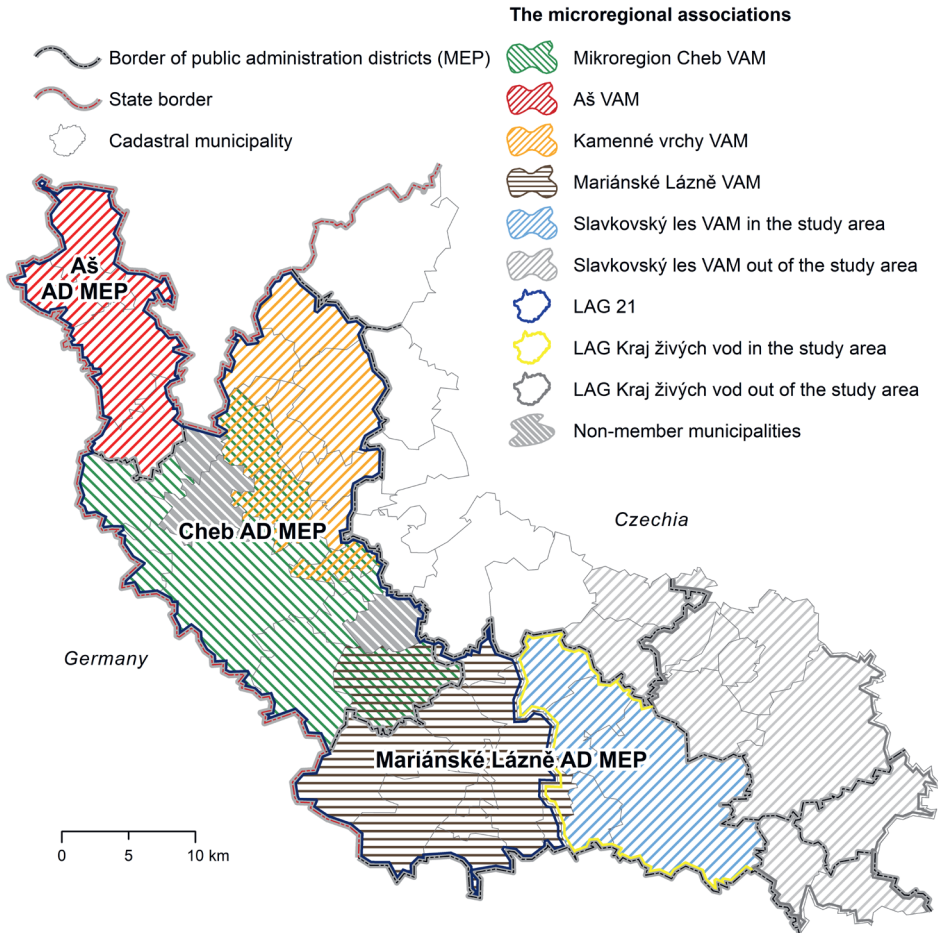 The microregional associations
Border of public administration districts (MEP)
State border
Cadastral municipality
Mikroregion Cheb VAM
Aš VAM
Kamenné vrchy VAM
Mariánské Lázně VAM
Slavkovský les VAM in the study area
Slavkovský les VAM out of the study area
LAG 21
LAG Kraj živých vod in the study area
LAG Kraj živých vod out of the study area
Non-member municipalities
Aš
AD MEP
Cheb AD MEP
Czechia
Germany
Mariánské Lázně AD MEP
0 5 10 km